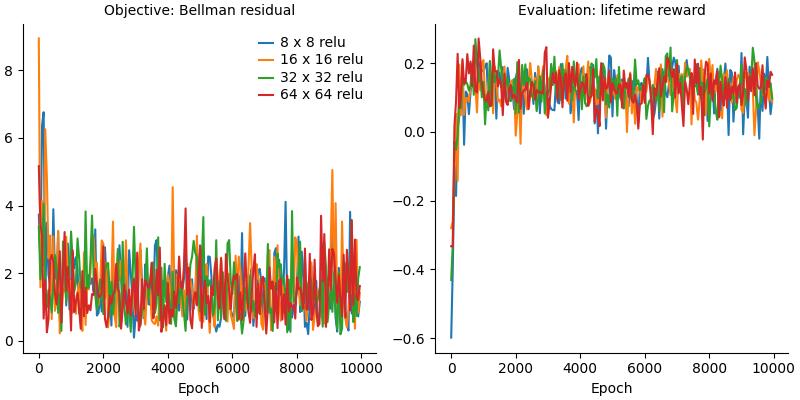 Objective: Bellman residual
8 x 8 relu
16 x 16 relu
32 x 32 relu
64 x 64 relu
8
6
4
2
0
0 2000 4000 6000 8000 10000
Epoch
Evaluation: lifetime reward
0.2
0.0
−0.2
−0.4
−0.6
0 2000 4000 6000 8000 10000
Epoch